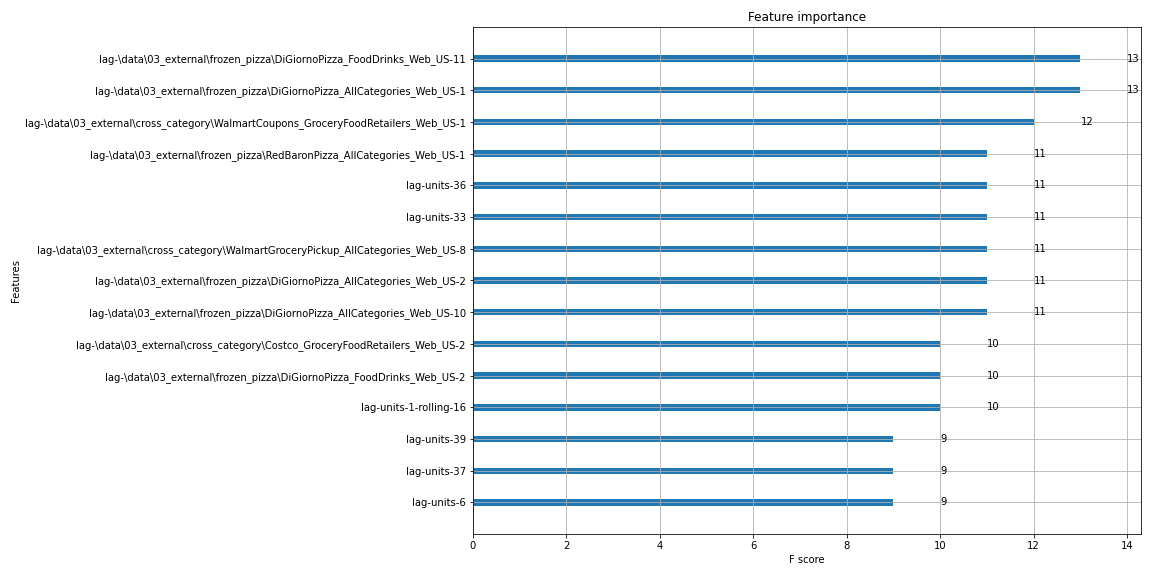 Feature importance
Features
lag-\data\03_external\frozen_pizza\DiGiornoPizza_FoodDrinks_Web_US-11 13
lag-\data\03_external\frozen_pizza\DiGiornoPizza_AllCategories_Web_US-1 13
lag-\data\03_external\cross_category\WalmartCoupons_GroceryFoodRetailers_Web_US-1 12
lag-\data\03_external\frozen_pizza\RedBaronPizza_AllCategories_Web_US-1 11
lag-units-36 11
lag-units-33 11
lag-\data\03_external\cross_category\WalmartGroceryPickup_AllCategories_Web_US-8 11
lag-\data\03_external\frozen_pizza\DiGiornoPizza_AllCategories_Web_US-2 11
lag-\data\03_external\frozen_pizza\DiGiornoPizza_AllCategories_Web_US-10 11
lag-\data\03_external\cross_category\Costco_GroceryFoodRetailers_Web_US-2 10
lag-\data\03_external\frozen_pizza\DiGiornoPizza_FoodDrinks_Web_US-2 10
lag-units-1-rolling-16 10
lag-units-39 9
lag-units-37 9
lag-units-6 9
0 2 4 6 8 10 12 14
F score